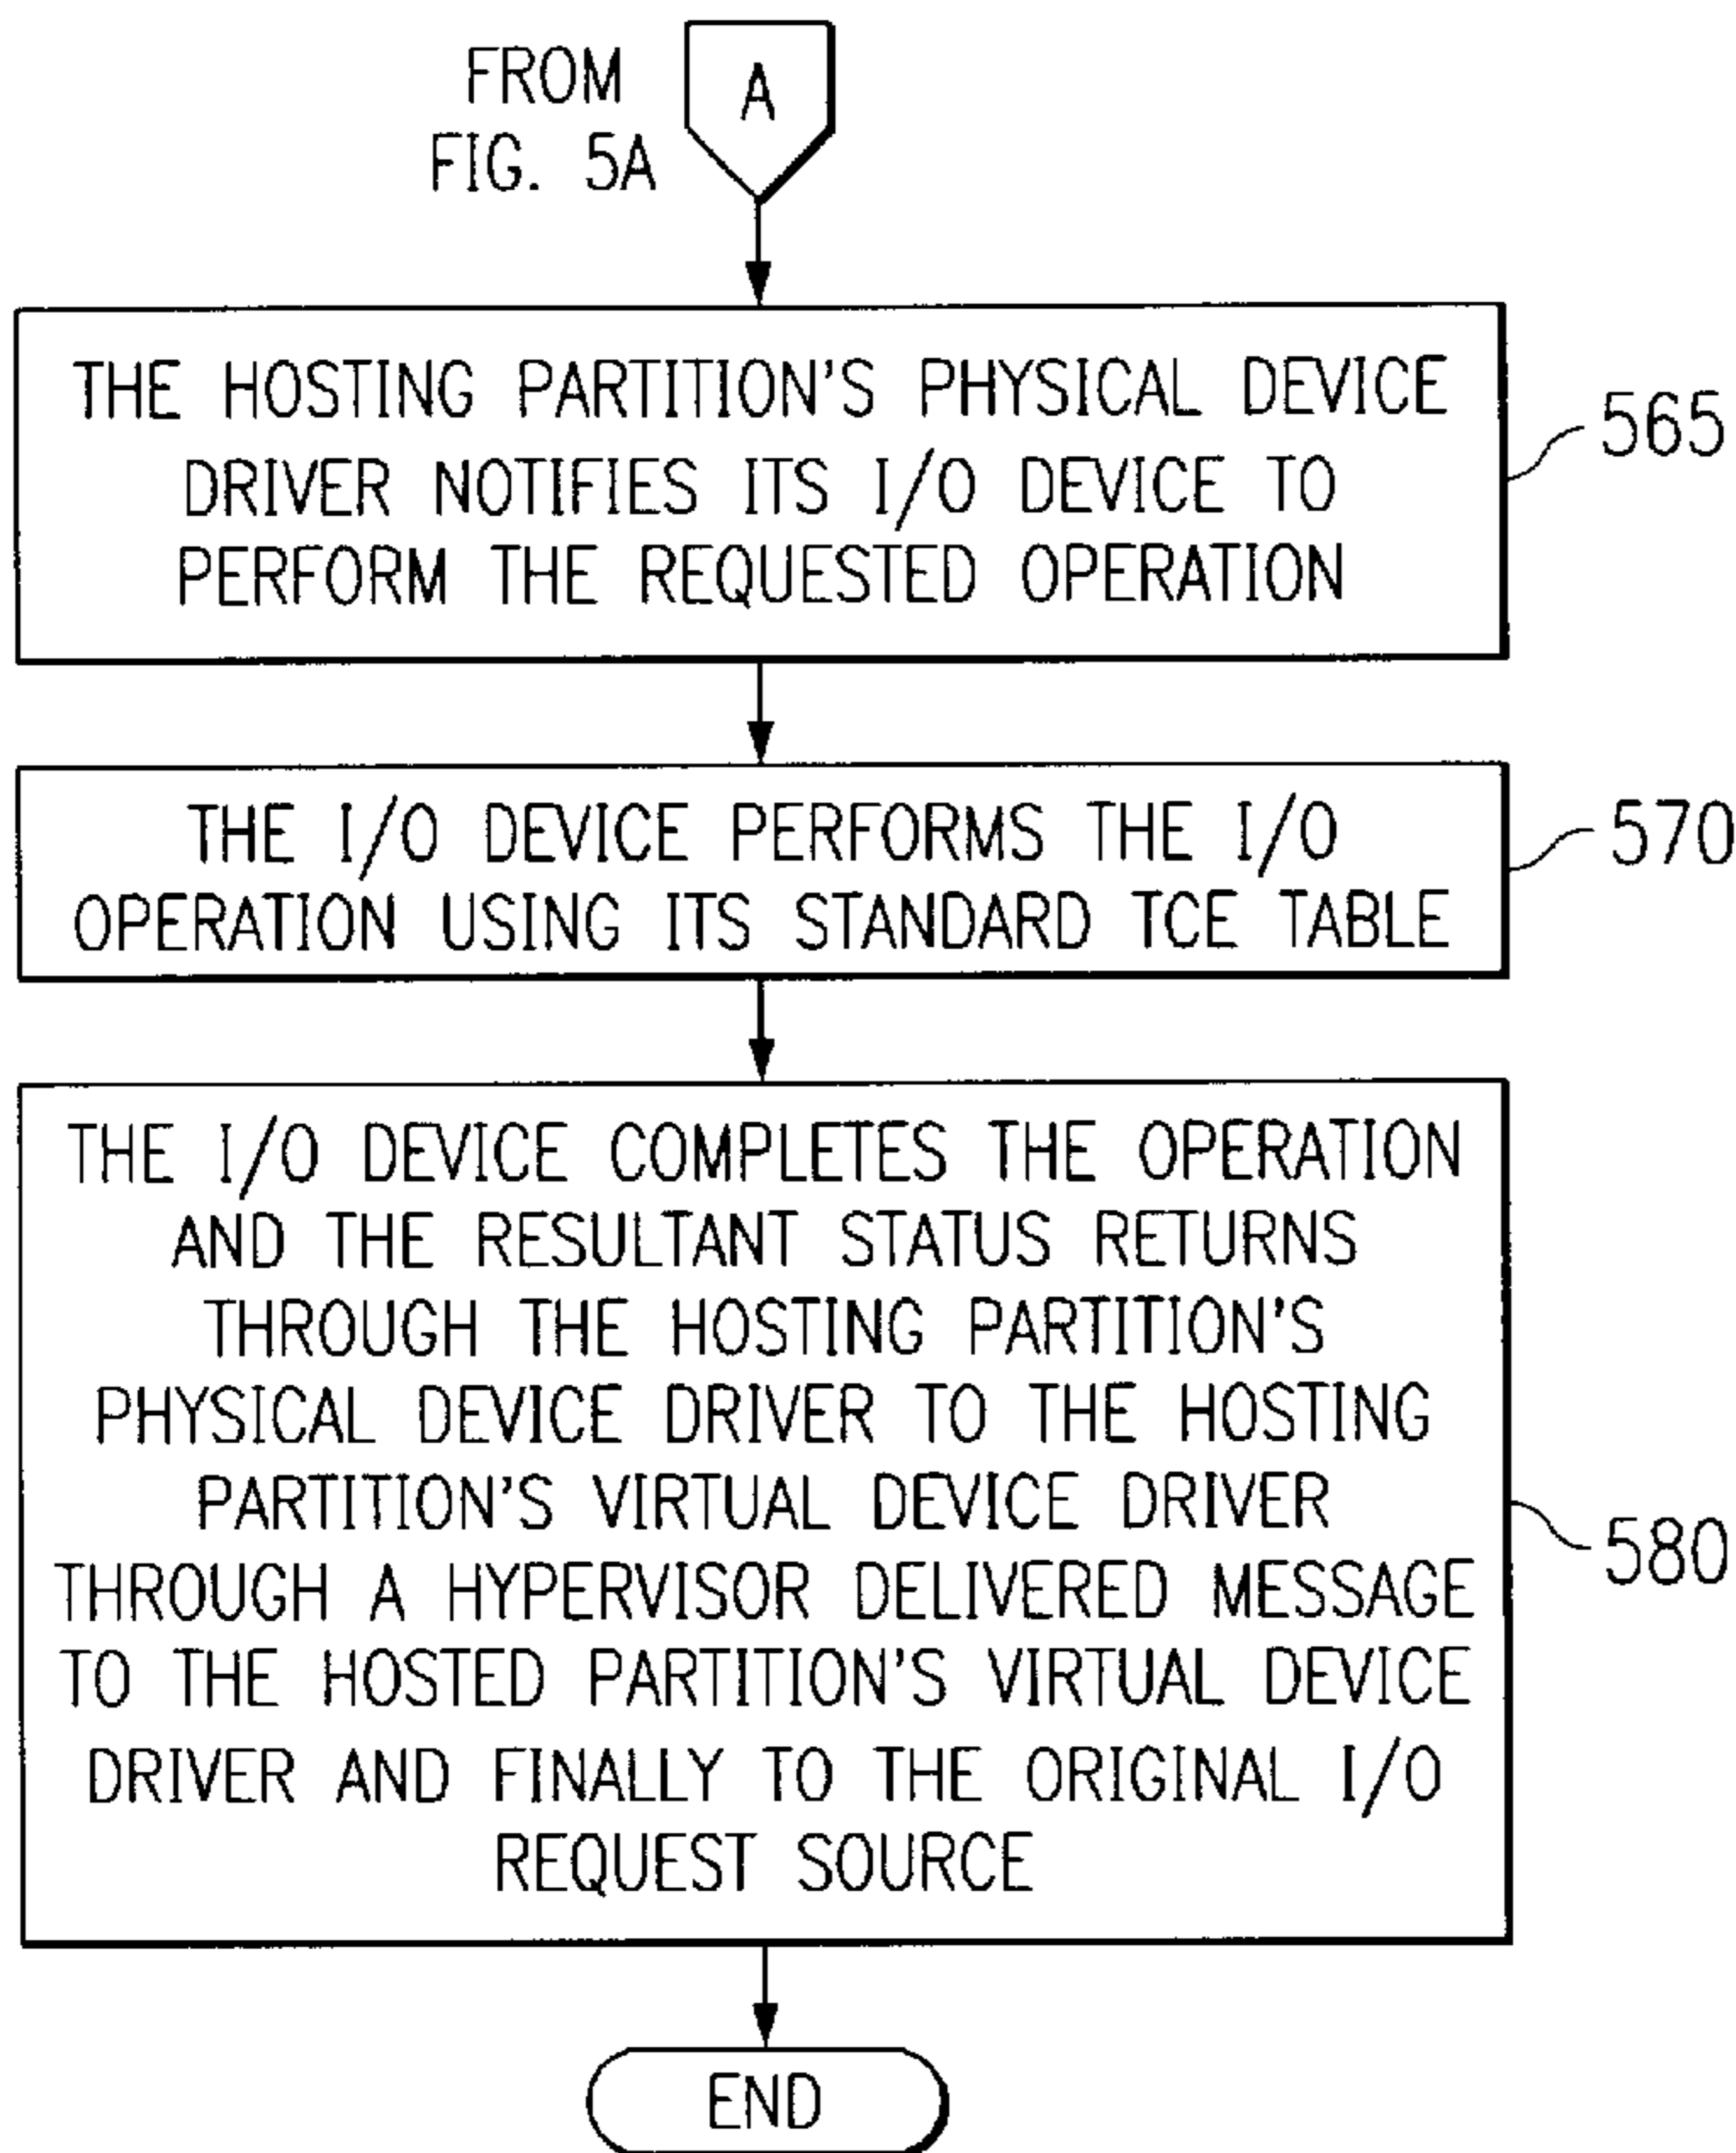 FROM
FIG. 5A
A
THE HOSTING PARTITION'S PHYSICAL DEVICE
DRIVER NOTIFIES ITS I/O DEVICE TO
PERFORM THE REQUESTED OPERATION
565
THE I/O DEVICE PERFORMS THE I/O
OPERATION USING ITS STANDARD TCE TABLE
570
THE I/O DEVICE COMPLETES THE OPERATION
AND THE RESULTANT STATUS RETURNS
THROUGH THE HOSTING PARTITION'S
PHYSICAL DEVICE DRIVER TO THE HOSTING
PARTITION'S VIRTUAL DEVICE DRIVER
THROUGH A HYPERVISOR DELIVERED MESSAGE
TO THE HOSTED PARTITION'S VIRTUAL DEVICE
DRIVER AND FINALLY TO THE ORIGINAL I/O
REQUEST SOURCE
580
END